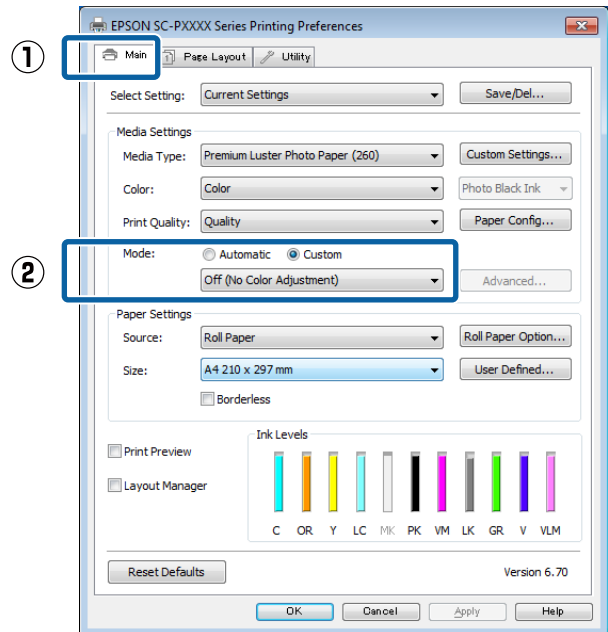 EPSON SC-PXXXX Series Printing Preferences
① Main Page Layout Utility
Select Setting: Current Settings Save/Del...
Media Settings
Media Type: Premium Luster Photo Paper (260) Custom Settings...
Color: Color Photo Black Ink
Print Quality: Quality Paper Config...
Mode: Automatic Custom
② Off (No Color Adjustment) Advanced...
Paper Settings
Source: Roll Paper Roll Paper Option...
Size: A4 210 x 297 mm User Defined...
Borderless
Ink Levels
Print Preview
Layout Manager
C OR Y LC MK PK VM LK GR V VLM
Reset Defaults Version 6.70
OK Cancel Apply Help